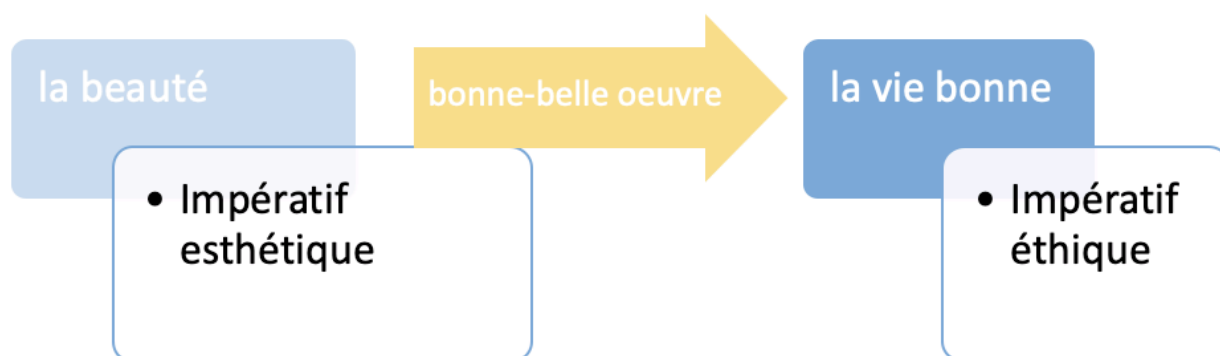 la beauté
• Impératif
esthétique
bonne-belle oeuvre
la vie bonne
• Impératif
éthique